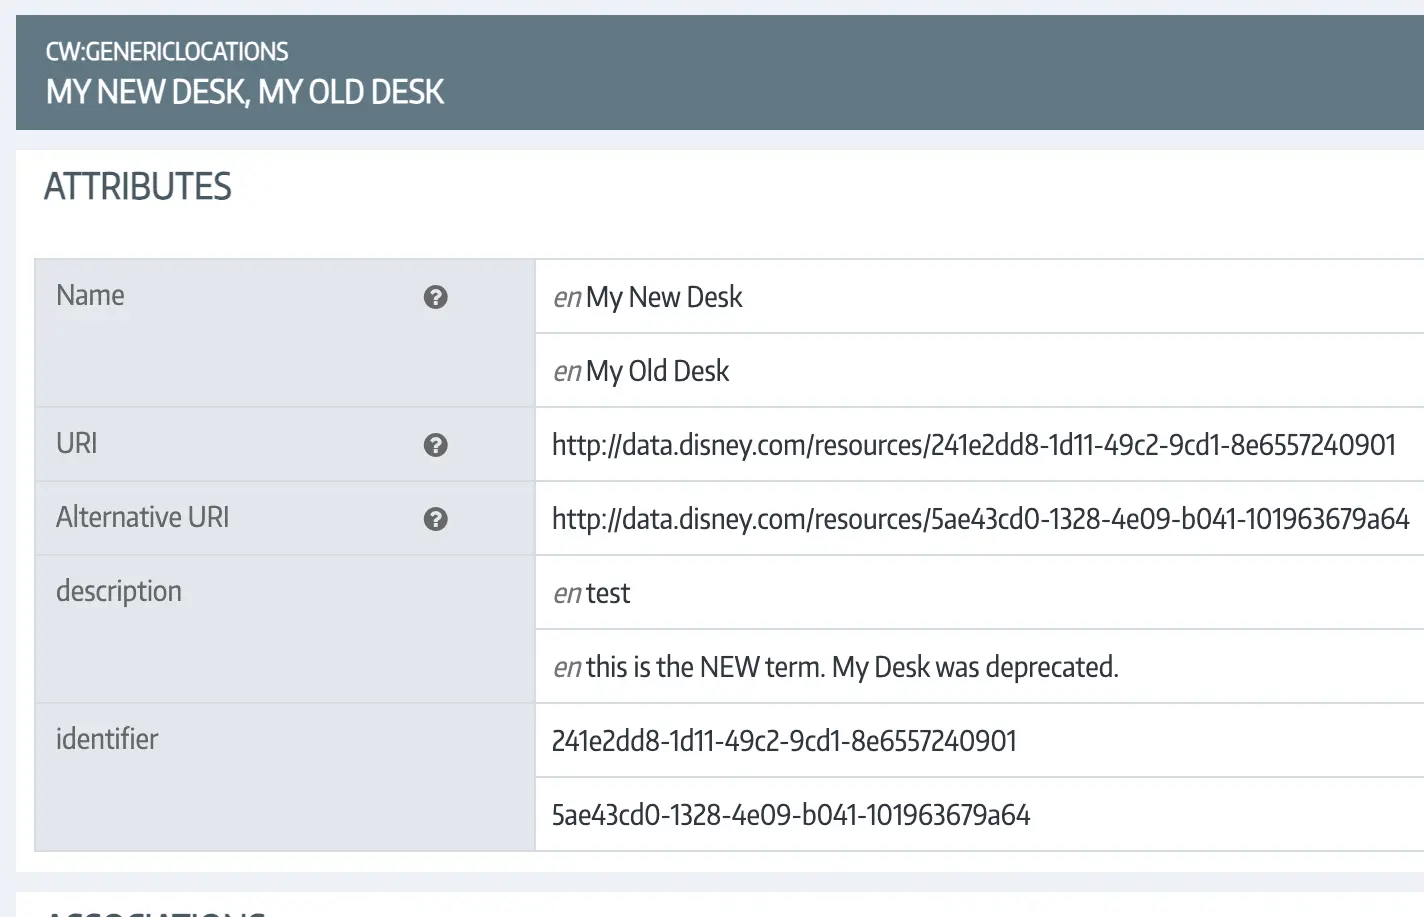 CW:GENERICLOCATIONS
MY NEW DESK, MY OLD DESK
ATTRIBUTES
Name
en My New Desk
en My Old Desk
URI
http://data.disney.com/resources/241e2dd8-1d11-49c2-9cd1-8e6557240901
Alternative URI
http://data.disney.com/resources/5ae43cd0-1328-4e09-b041-101963679a64
description
en test
en this is the NEW term. My Desk was deprecated.
identifier
241e2dd8-1d11-49c2-9cd1-8e6557240901
5ae43cd0-1328-4e09-b041-101963679a64
ASSOCIATIONS